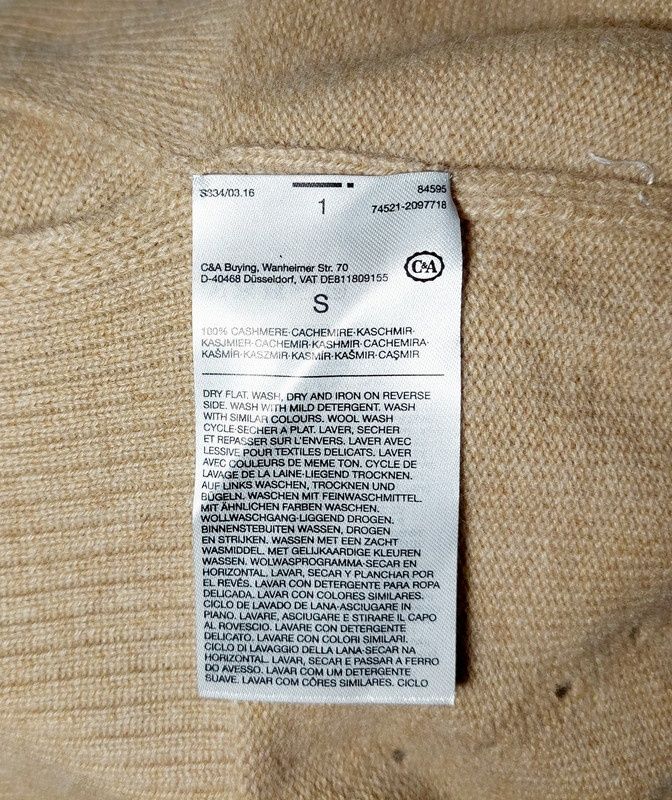 S334/03.16
84595
1
74521-2097718
C&A Buying, Wanheimer Str. 70
D-40468 Düsseldorf, VAT DE811809155
C&A
S
100% CASHMERE·CACHEMIRE·KASCHMIR·
KASJMIER·CACHEMIR·KASHMIR·CACHEMIRA·
KAŠMÍR·KASZMIR·KASMÍR·KAŠMIR·CAŞMIR
DRY FLAT. WASH, DRY AND IRON ON REVERSE
SIDE. WASH WITH MILD DETERGENT. WASH
WITH SIMILAR COLOURS. WOOL WASH
CYCLE·SECHER A PLAT. LAVER, SECHER
ET REPASSER SUR L'ENVERS. LAVER AVEC
LESSIVE POUR TEXTILES DELICATS. LAVER
AVEC COULEURS DE MEME TON. CYCLE DE
LAVAGE DE LA LAINE·LIEGEND TROCKNEN.
AUF LINKS WASCHEN, TROCKNEN UND
BÜGELN. WASCHEN MIT FEINWASCHMITTEL.
MIT ÄHNLICHEN FARBEN WASCHEN.
WOLLWASCHGANG·LIGGEND DROGEN.
BINNENSTEBUITEN WASSEN, DROGEN
EN STRIJKEN. WASSEN MET EEN ZACHT
WASMIDDEL. MET GELIJKAARDIGE KLEUREN
WASSEN. WOLWASPROGRAMMA·SECAR EN
HORIZONTAL. LAVAR, SECAR Y PLANCHAR POR
EL REVÉS. LAVAR CON DETERGENTE PARA ROPA
DELICADA. LAVAR CON COLORES SIMILARES.
CICLO DE LAVADO DE LANA·ASCIUGARE IN
PIANO. LAVARE, ASCIUGARE E STIRARE IL CAPO
AL ROVESCIO. LAVARE CON DETERGENTE
DELICATO. LAVARE CON COLORI SIMILARI.
CICLO DI LAVAGGIO DELLA LANA·SECAR NA
HORIZONTAL. LAVAR, SECAR E PASSAR A FERRO
DO AVESSO. LAVAR COM UM DETERGENTE
SUAVE. LAVAR COM CÔRES SIMILARES. CICLO